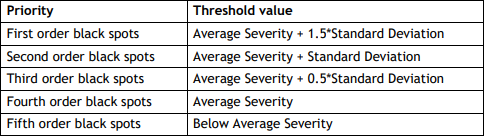 Priority Threshold value
First order black spots Average Severity + 1.5*Standard Deviation
Second order black spots Average Severity + Standard Deviation
Third order black spots Average Severity + 0.5*Standard Deviation
Fourth order black spots Average Severity
Fifth order black spots Below Average Severity